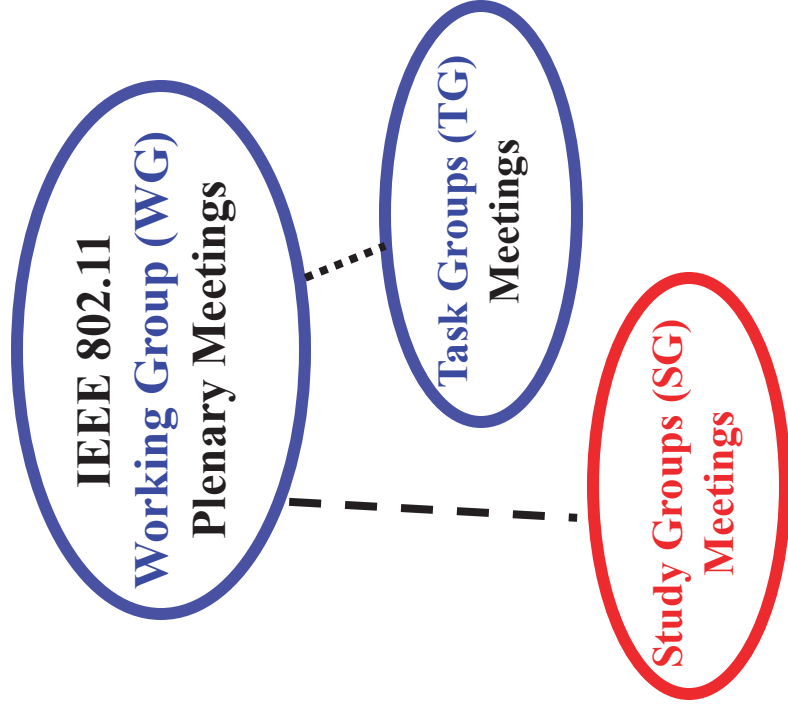 IEEE 802.11
Working Group (WG)
Plenary Meetings
Task Groups (TG)
Meetings
Study Groups (SG)
Meetings